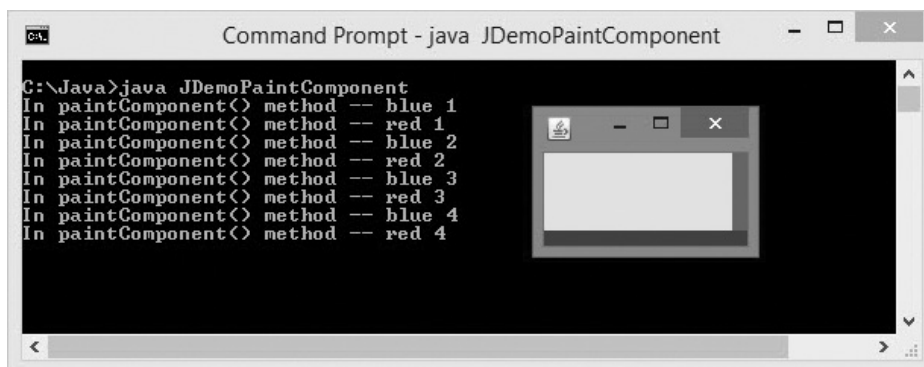 Command Prompt - java JDemoPaintComponent
C:\Java>java JDemoPaintComponent
In paintComponent() method -- blue 1
In paintComponent() method -- red 1
In paintComponent() method -- blue 2
In paintComponent() method -- red 2
In paintComponent() method -- blue 3
In paintComponent() method -- red 3
In paintComponent() method -- blue 4
In paintComponent() method -- red 4